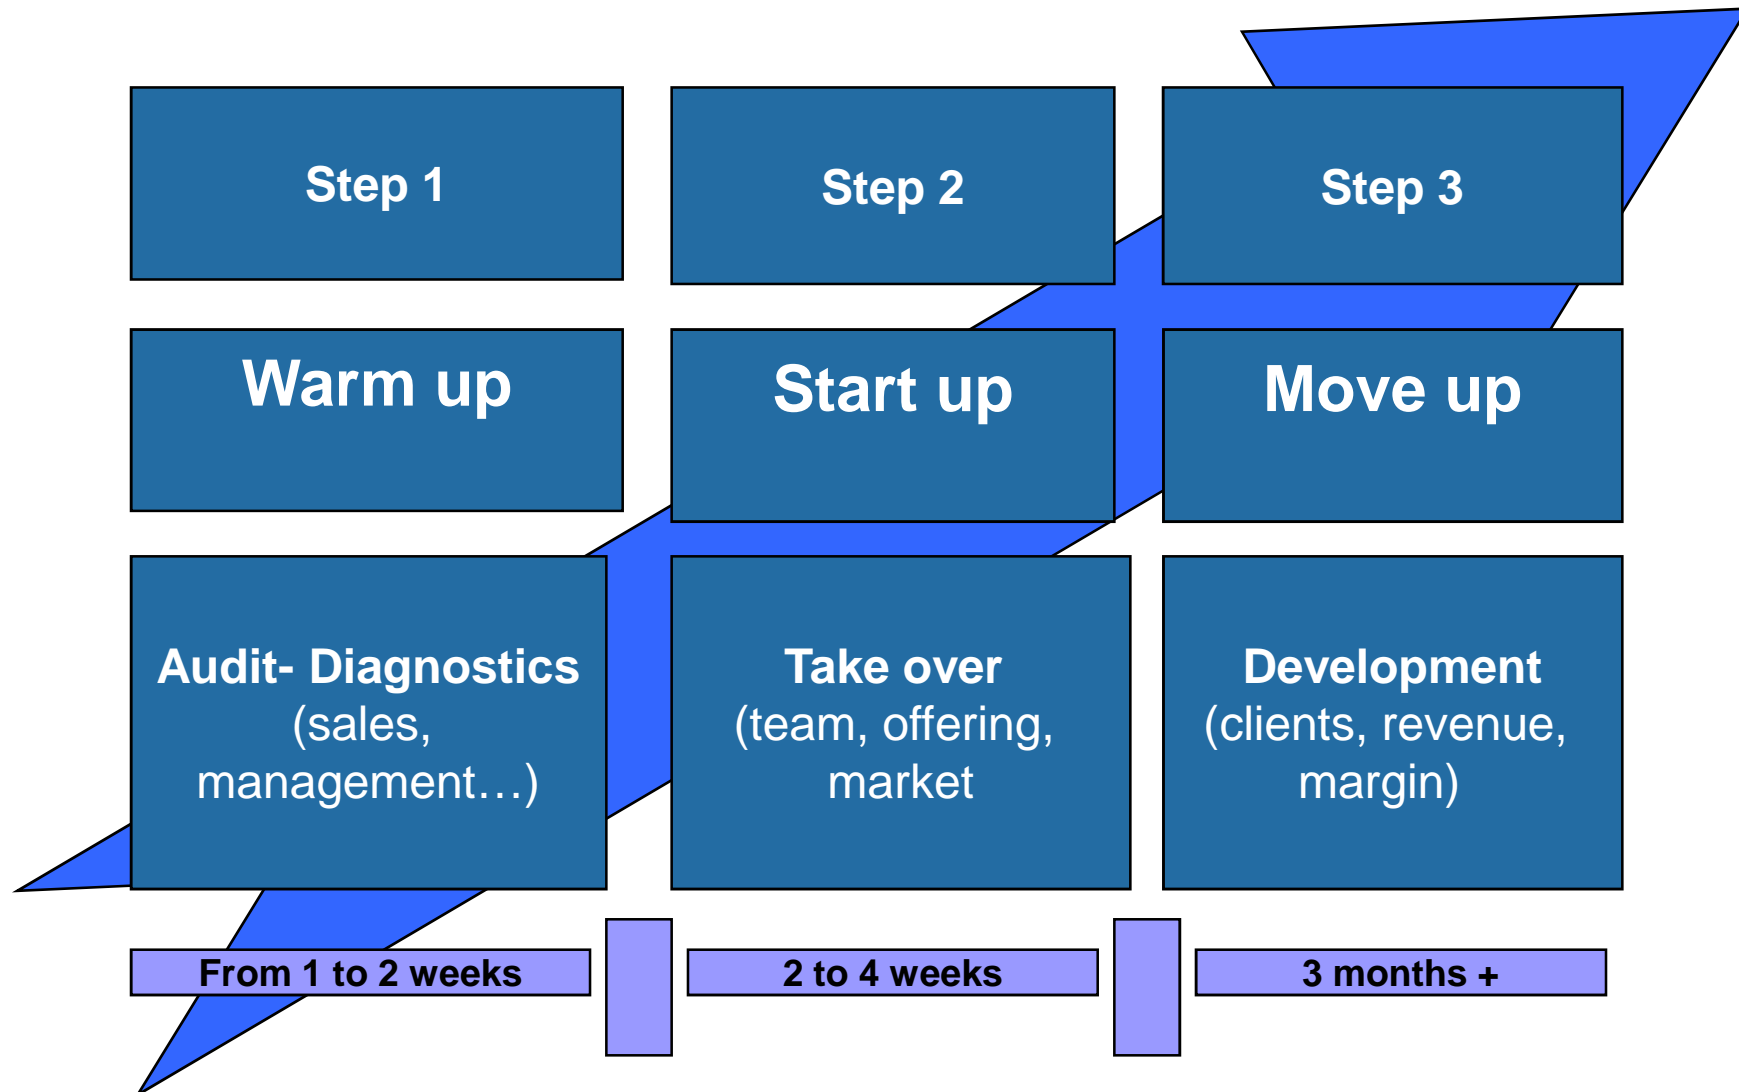 Step 1
Step 2
Step 3
Warm up
Start up
Move up
Audit- Diagnostics
(sales,
management…)
Take over
(team, offering,
market
Development
(clients, revenue,
margin)
From 1 to 2 weeks
2 to 4 weeks
3 months +